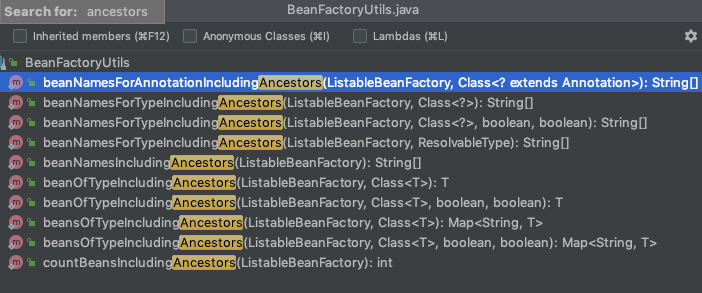 Search for: ancestors
BeanFactoryUtils.java
Inherited members (⌘F12) Anonymous Classes (⌘I) Lambdas (⌘L)
BeanFactoryUtils
beanNamesForAnnotationIncludingAncestors(ListableBeanFactory, Class<? extends Annotation>): String[]
beanNamesForTypeIncludingAncestors(ListableBeanFactory, Class<?>): String[]
beanNamesForTypeIncludingAncestors(ListableBeanFactory, Class<?>, boolean, boolean): String[]
beanNamesForTypeIncludingAncestors(ListableBeanFactory, ResolvableType): String[]
beanNamesIncludingAncestors(ListableBeanFactory): String[]
beanOfTypeIncludingAncestors(ListableBeanFactory, Class<T>): T
beanOfTypeIncludingAncestors(ListableBeanFactory, Class<T>, boolean, boolean): T
beansOfTypeIncludingAncestors(ListableBeanFactory, Class<T>): Map<String, T>
beansOfTypeIncludingAncestors(ListableBeanFactory, Class<T>, boolean, boolean): Map<String, T>
countBeansIncludingAncestors(ListableBeanFactory): int